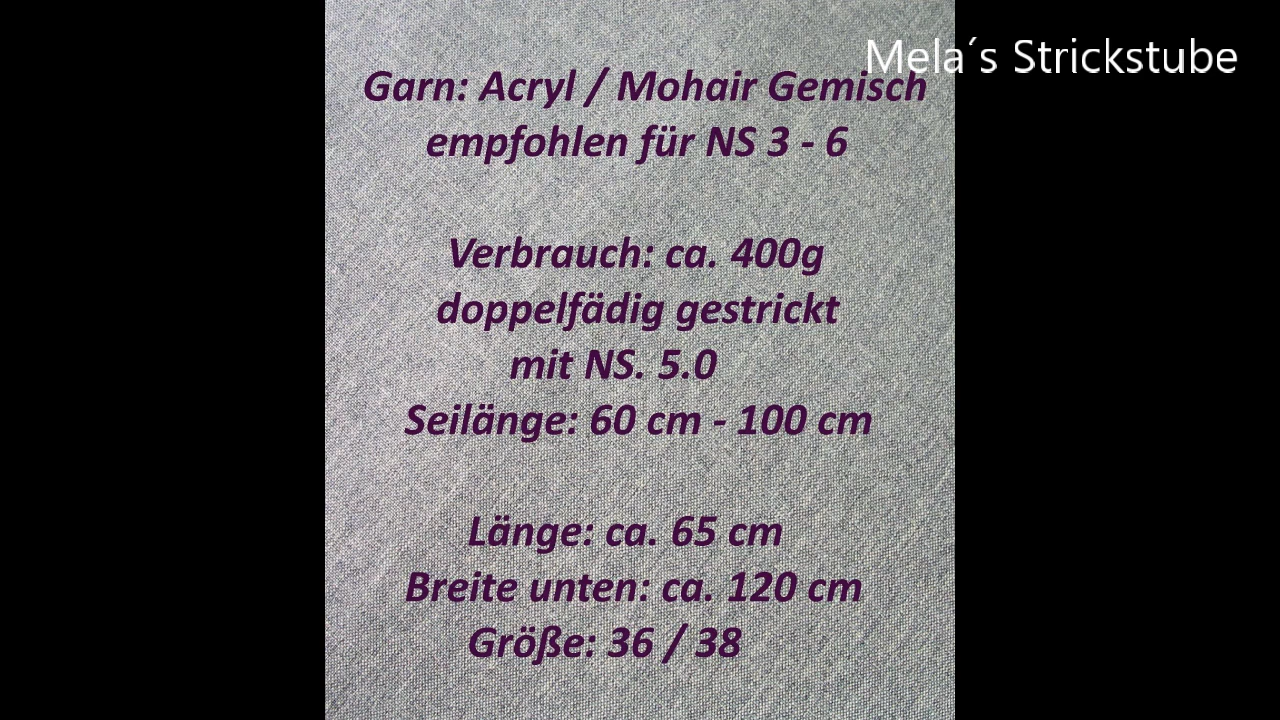 Mela´s Strickstube
Garn: Acryl / Mohair Gemisch
empfohlen für NS 3 - 6
Verbrauch: ca. 400g
doppelfädig gestrickt
mit NS. 5.0
Seilänge: 60 cm - 100 cm
Länge: ca. 65 cm
Breite unten: ca. 120 cm
Größe: 36 / 38